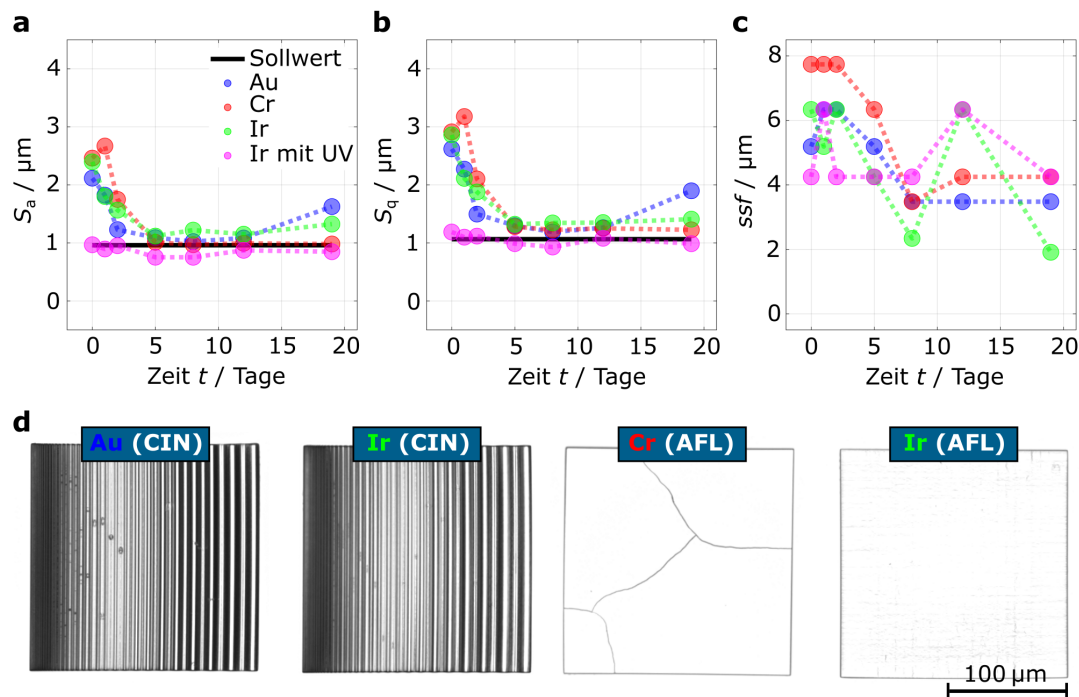 a
4
3
2
1
0
Sa / µm
0 5 10 15 20
Zeit t / Tage
Sollwert
Au
Cr
Ir
Ir mit UV
b
4
3
2
1
0
Sq / µm
0 5 10 15 20
Zeit t / Tage
c
8
6
4
2
0
ssf / µm
0 5 10 15 20
Zeit t / Tage
d
Au (CIN)
Ir (CIN)
Cr (AFL)
Ir (AFL)
100 µm